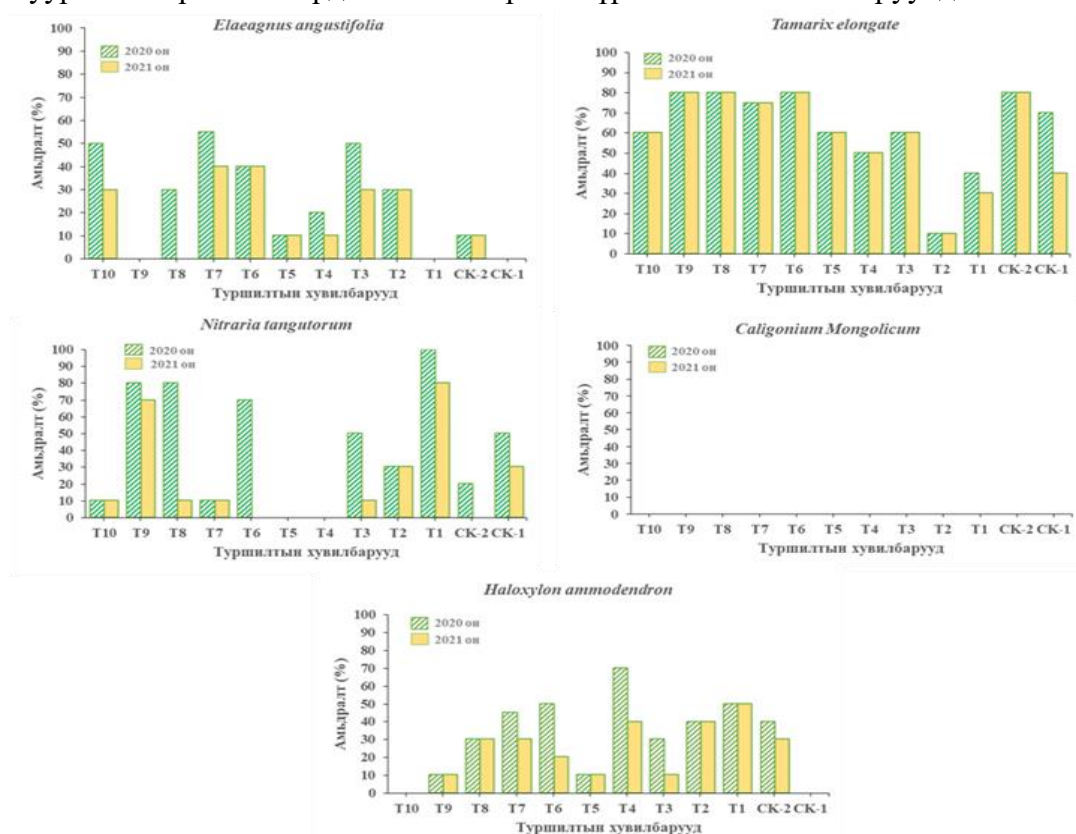 Elaeagnus angustifolia
Амьдралт (%)
100
90
80
70
60
50
40
30
20
10
0
2020 он
2021 он
T10 T9 T8 T7 T6 T5 T4 T3 T2 T1 CK-2 CK-1
Туршилтын хувилбарууд
Tamarix elongate
Амьдралт (%)
100
90
80
70
60
50
40
30
20
10
0
2020 он
2021 он
T10 T9 T8 T7 T6 T5 T4 T3 T2 T1 CK-2 CK-1
Туршилтын хувилбарууд
Nitraria tangutorum
Амьдралт (%)
100
90
80
70
60
50
40
30
20
10
0
2020 он
2021 он
T10 T9 T8 T7 T6 T5 T4 T3 T2 T1 CK-2 CK-1
Туршилтын хувилбарууд
Caligonium Mongolicum
Амьдралт (%)
100
90
80
70
60
50
40
30
20
10
0
2020 он
2021 он
T10 T9 T8 T7 T6 T5 T4 T3 T2 T1 CK-2 CK-1
Туршилтын хувилбарууд
Haloxylon ammodendron
Амьдралт (%)
100
90
80
70
60
50
40
30
20
10
0
2020 он
2021 он
T10 T9 T8 T7 T6 T5 T4 T3 T2 T1 CK-2 CK-1
Туршилтын хувилбарууд